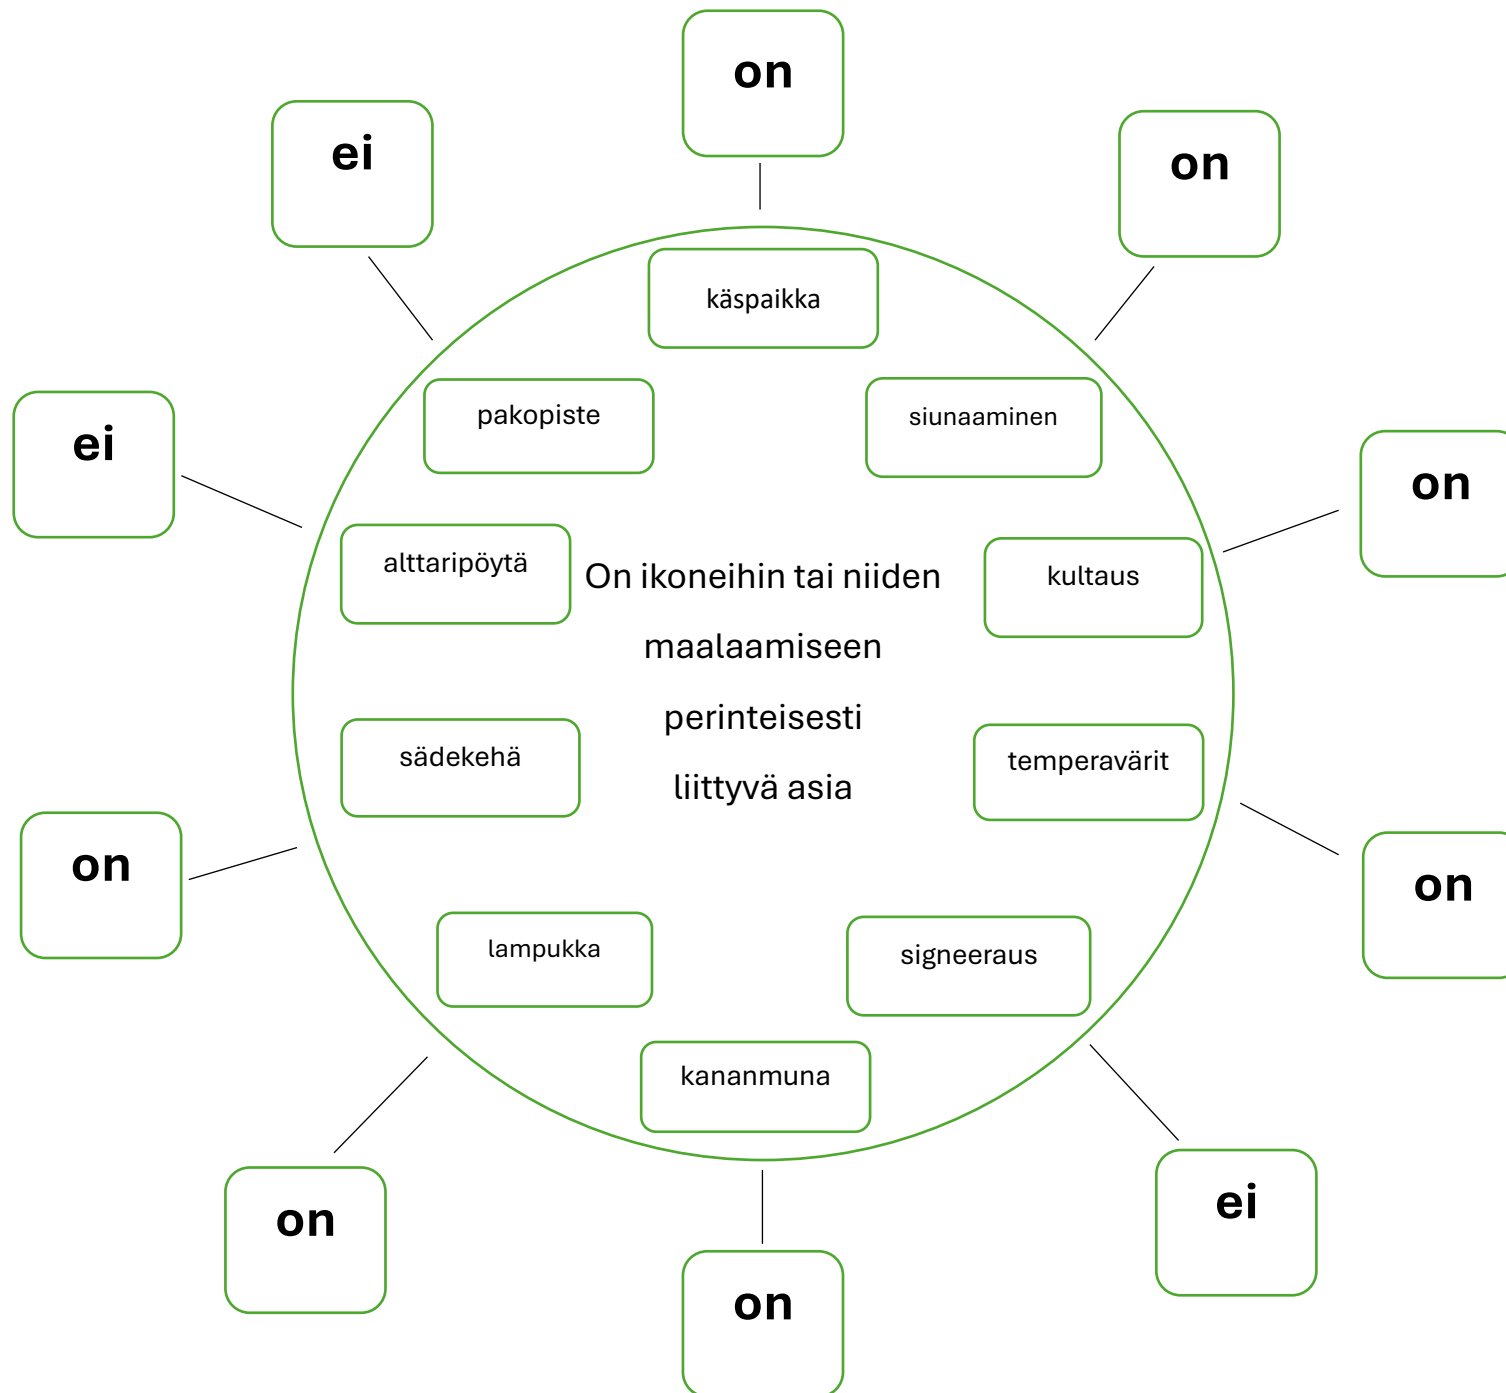 on
on
ei
käspaikka
pakopiste
siunaaminen
ei
on
alttaripöytä
kultaus
On ikoneihin tai niiden
maalaamiseen
perinteisesti
liittyvä asia
sädekehä
temperavärit
on
on
lampukka
signeeraus
kananmuna
on
ei
on